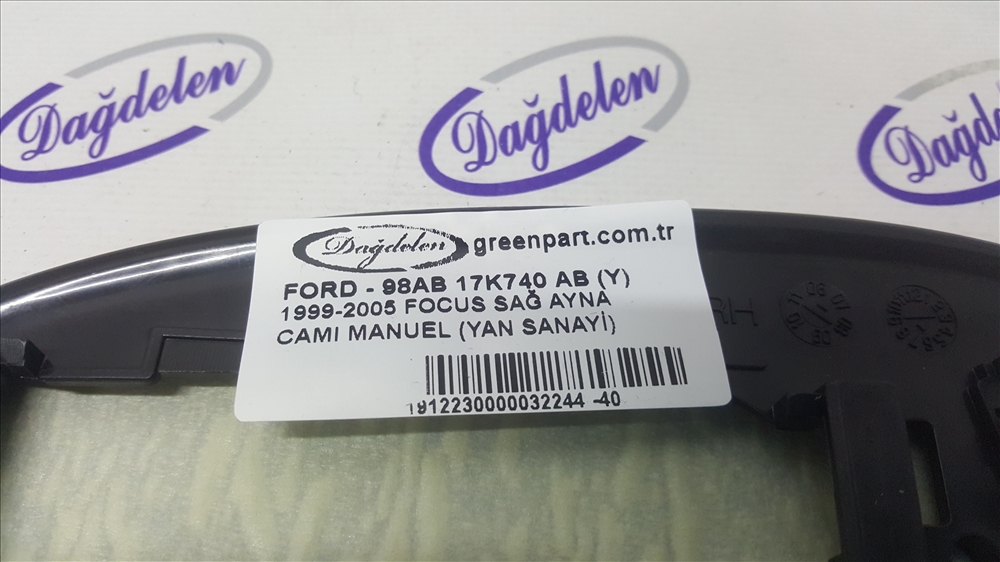 Dağdelen
Dağdelen
Dağdelen
Dağdelen greenpart.com.tr
FORD - 98AB 17K740 AB (Y)
1999-2005 FOCUS SAĞ AYNA
CAMI MANUEL (YAN SANAYİ)
1912230000032244 -40
RH